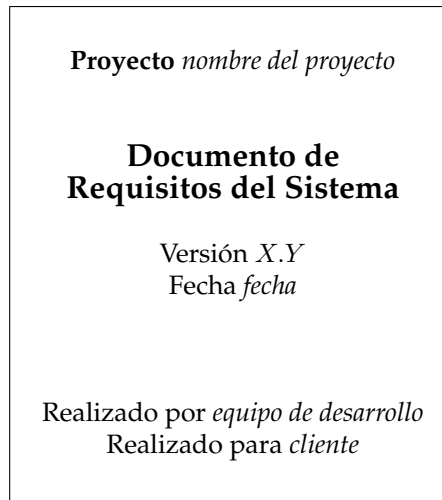 Proyecto nombre del proyecto
Documento de
Requisitos del Sistema
Versión X.Y
Fecha fecha
Realizado por equipo de desarrollo
Realizado para cliente